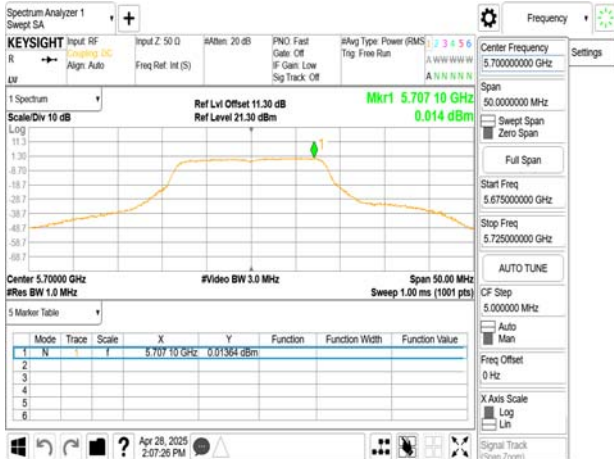 Spectrum Analyzer 1
Swept SA
Frequency
KEYSIGHT
R
Input: RF
Coupling: DC
Align: Auto
Input Z: 50 Ω
Freq Ref: Int (S)
#Atten: 20 dB
PNO: Fast
Gate: Off
IF Gain: Low
Sig Track: Off
#Avg Type: Power (RMS
Trig: Free Run
1 2 3 4 5 6
A WWWWW
A N N N N N
LXI
1 Spectrum
Scale/Div 10 dB
Ref Lvl Offset 11.30 dB
Ref Level 21.30 dBm
Mkr1 5.707 10 GHz
0.014 dBm
Log
11.3
1.30
-8.70
-18.7
-28.7
-38.7
-48.7
-58.7
-68.7
1
Center 5.70000 GHz
#Video BW 3.0 MHz
Span 50.00 MHz
#Res BW 1.0 MHz
Sweep 1.00 ms (1001 pts)
5 Marker Table
Mode Trace Scale X Y Function Function Width Function Value
1 N 1 f 5.707 10 GHz 0.01364 dBm
2
3
4
5
6
Apr 28, 2025
2:07:26 PM
Center Frequency
5.700000000 GHz
Settings
Span
50.0000000 MHz
Swept Span
Zero Span
Full Span
Start Freq
5.675000000 GHz
Stop Freq
5.725000000 GHz
AUTO TUNE
CF Step
5.000000 MHz
Auto
Man
Freq Offset
0 Hz
X Axis Scale
Log
Lin
Signal Track
(Span Zoom)